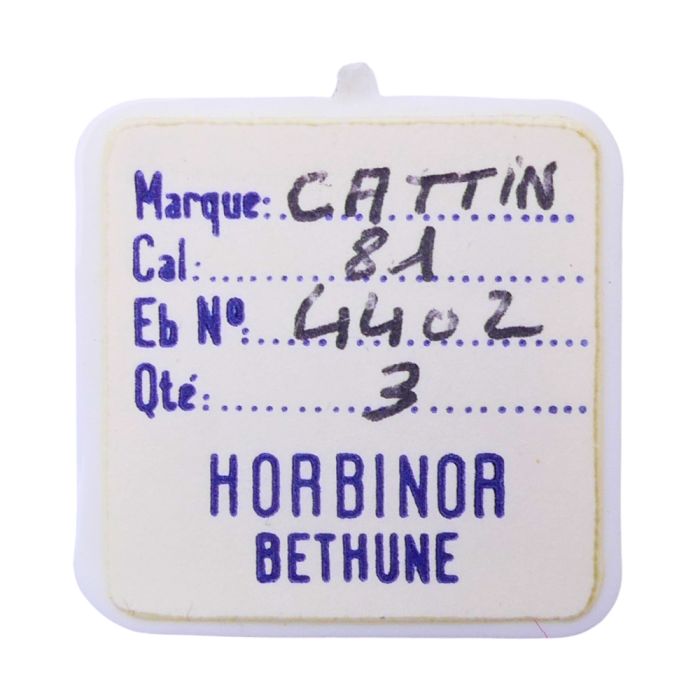 Marque: CATTIN
Cal: 81
Eb Nº: 4402
Qté: 3
HORBINOR
BETHUNE